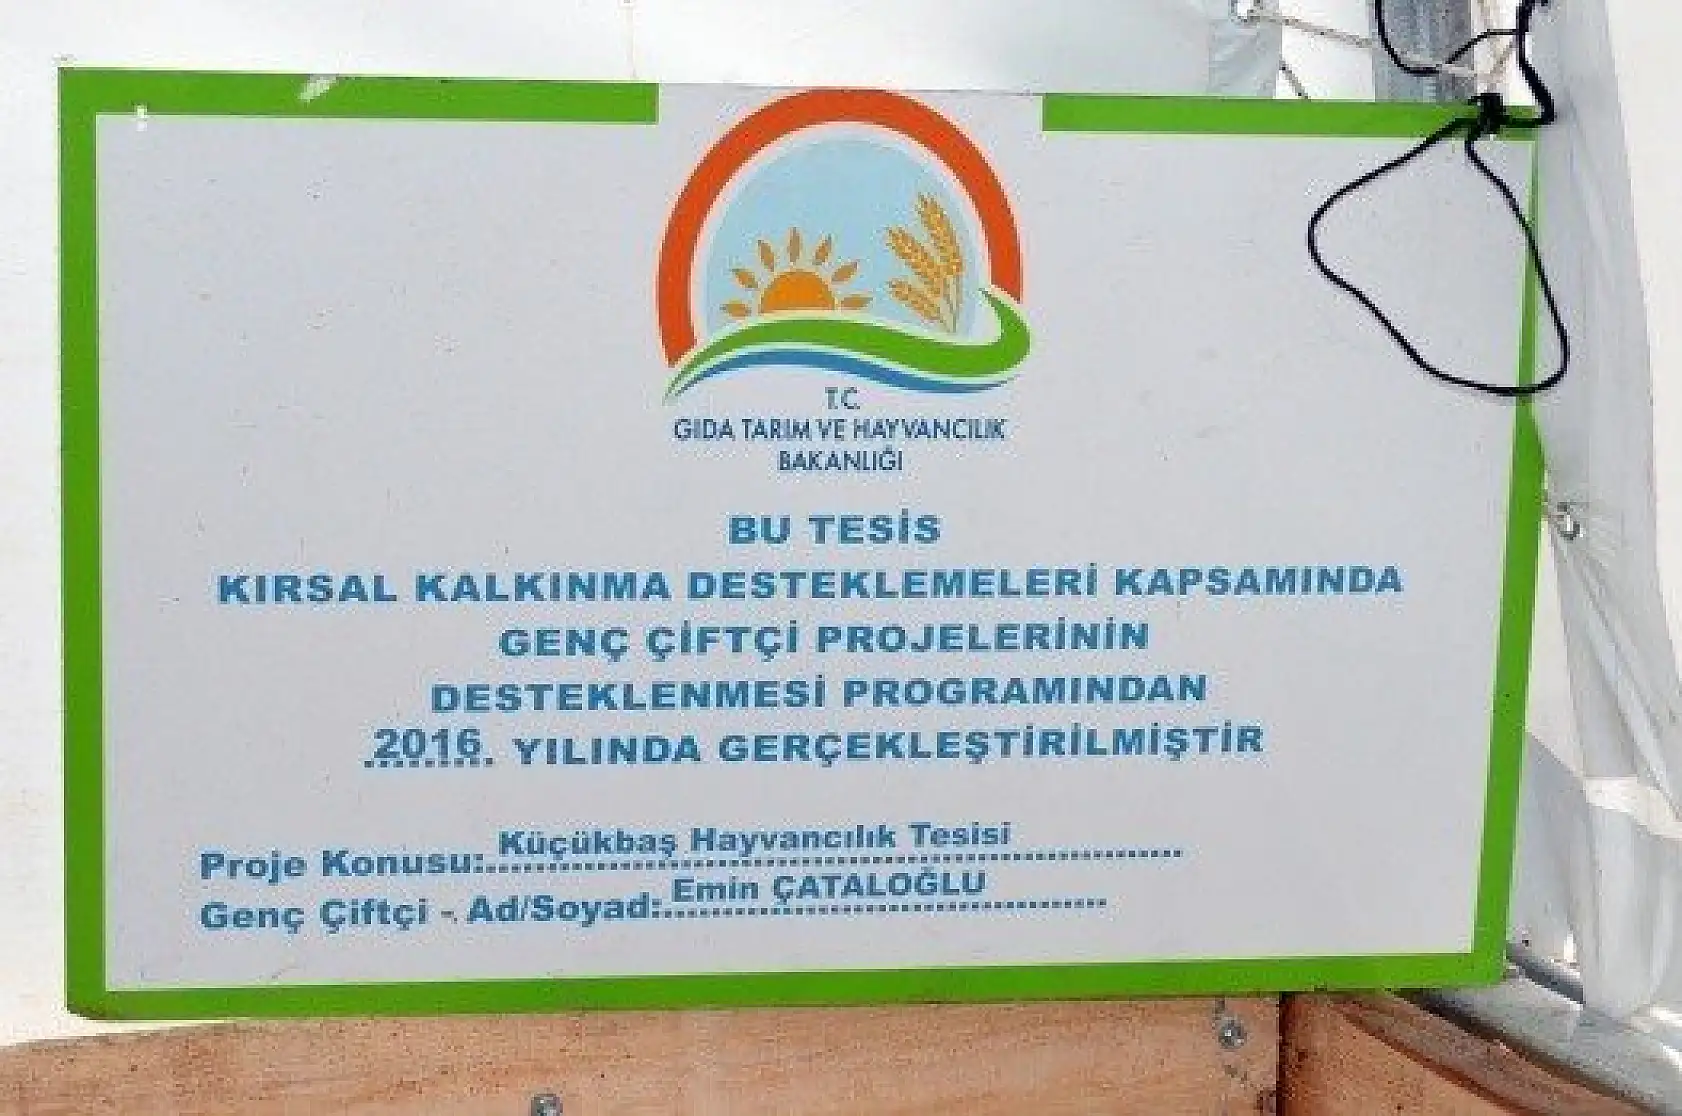 T.C.
GIDA TARIM VE HAYVANCILIK
BAKANLIĞI
BU TESİS
KIRSAL KALKINMA DESTEKLEMELERİ KAPSAMINDA
GENÇ ÇİFTÇİ PROJELERİNİN
DESTEKLENMESİ PROGRAMINDAN
2016 YILINDA GERÇEKLEŞTİRİLMİŞTİR
Proje Konusu: Küçükbaş Hayvancılık Tesisi
Genç Çiftçi - Ad/Soyad: Emin ÇATALOĞLU